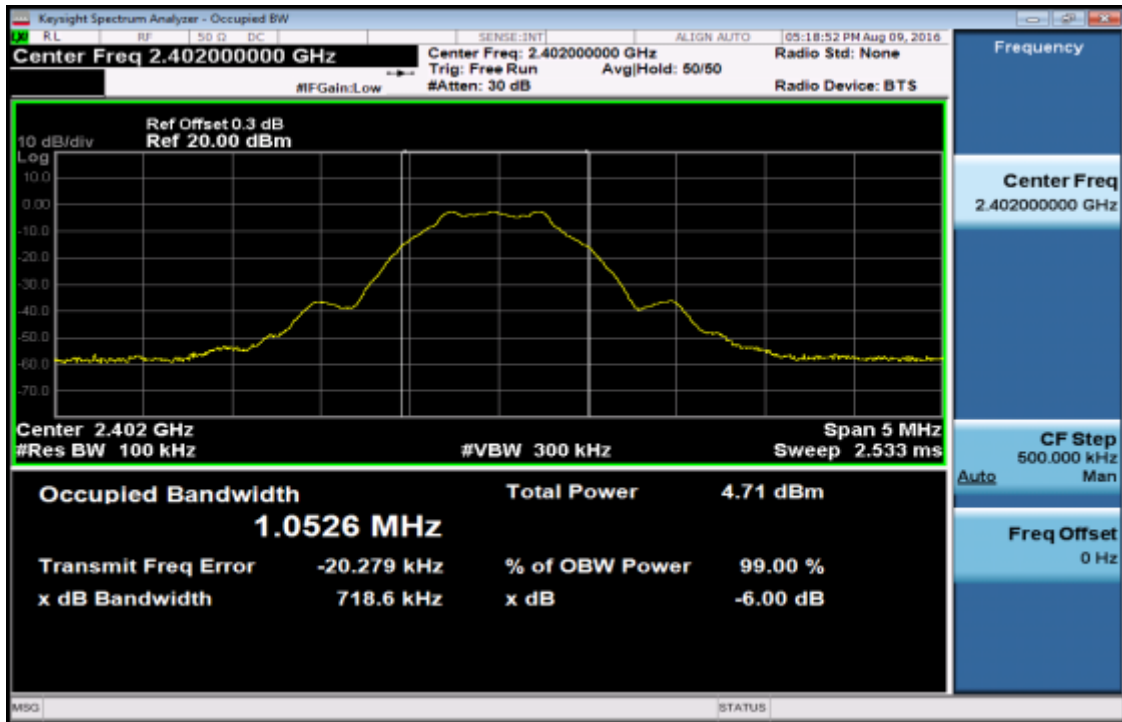 Keysight Spectrum Analyzer - Occupied BW
RL RF 50 Ω DC SENSE:INT ALIGN AUTO 05:18:52 PM Aug 09, 2016
Center Freq 2.402000000 GHz
Center Freq: 2.402000000 GHz
Radio Std: None
Trig: Free Run Avg|Hold: 50/50
#IFGain:Low
#Atten: 30 dB
Radio Device: BTS
Ref Offset 0.3 dB
10 dB/div Ref 20.00 dBm
Log
10.0
0.00
-10.0
-20.0
-30.0
-40.0
-50.0
-60.0
-70.0
Center 2.402 GHz Span 5 MHz
#Res BW 100 kHz #VBW 300 kHz Sweep 2.533 ms
Occupied Bandwidth Total Power 4.71 dBm
1.0526 MHz
Transmit Freq Error -20.279 kHz % of OBW Power 99.00 %
x dB Bandwidth 718.6 kHz x dB -6.00 dB
MSG STATUS
Frequency
Center Freq
2.402000000 GHz
CF Step
500.000 kHz
Auto Man
Freq Offset
0 Hz